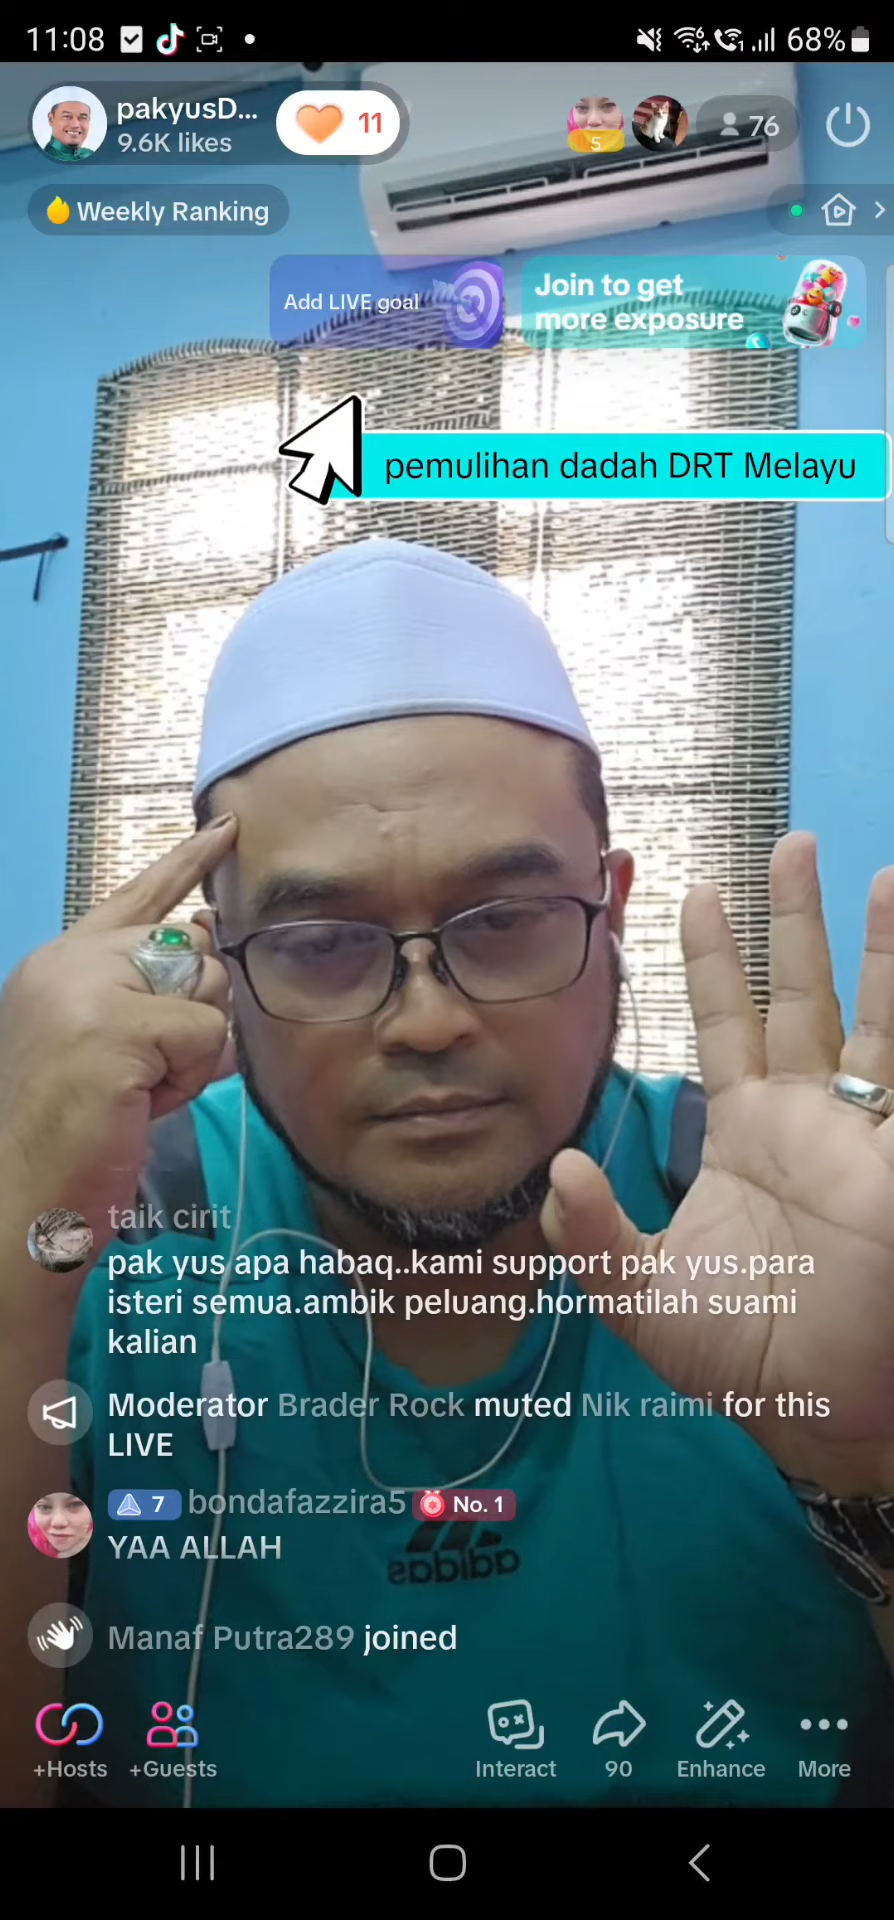 11:08
68%
pakyusD...
9.6K likes
11
5
76
Weekly Ranking
Add LIVE goal
Join to get
more exposure
pemulihan dadah DRT Melayu
taik cirit
pak yus apa habaq..kami support pak yus.para
isteri semua.ambik peluang.hormatilah suami
kalian
Moderator Brader Rock muted Nik raimi for this
LIVE
7 bondafazzira5 No. 1
YAA ALLAH
adidas
Manaf Putra289 joined
+Hosts
+Guests
Interact
90
Enhance
More